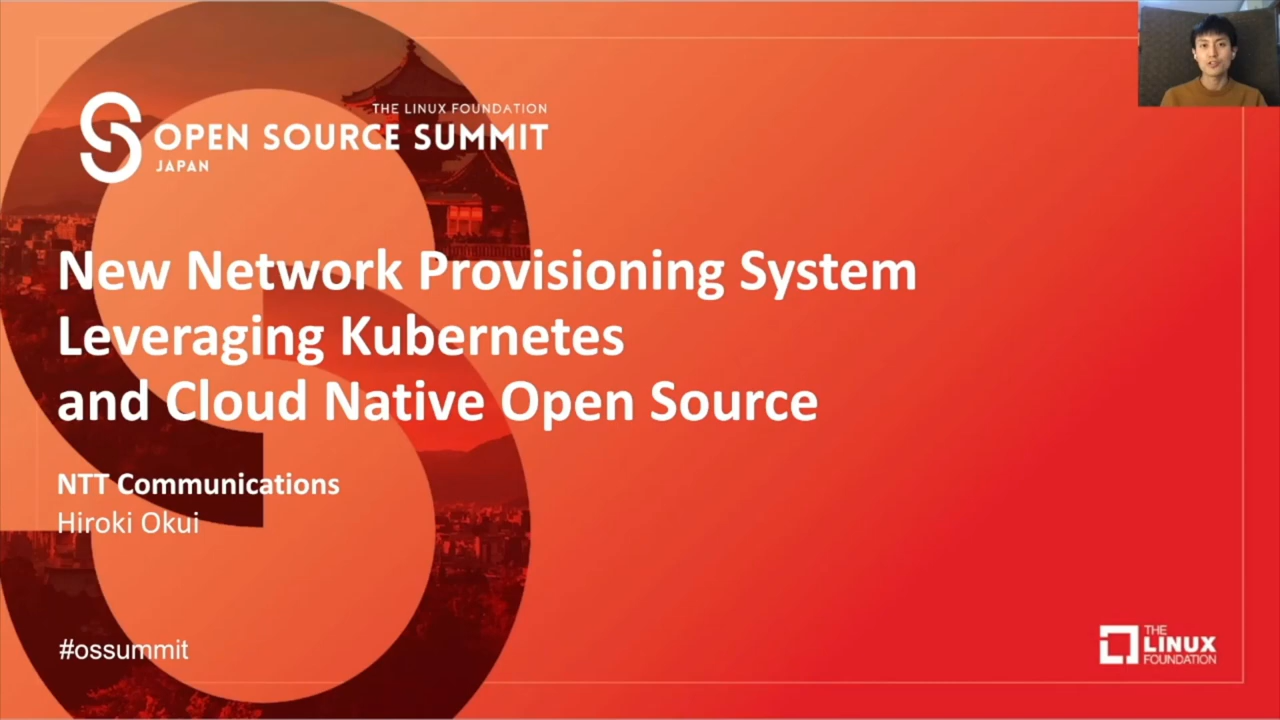 THE LINUX FOUNDATION
OPEN SOURCE SUMMIT
JAPAN
New Network Provisioning System
Leveraging Kubernetes
and Cloud Native Open Source
NTT Communications
Hiroki Okui
#ossummit
THE
LINUX
FOUNDATION